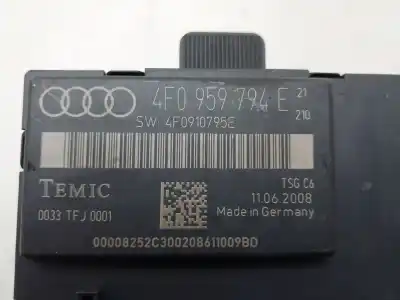 4F0 959 794 E 21
210
SW 4F0910795E
TEMIC
TSG C6
11.06.2008
0033 TFJ 0001
Made in Germany
00008252C300208611009BD